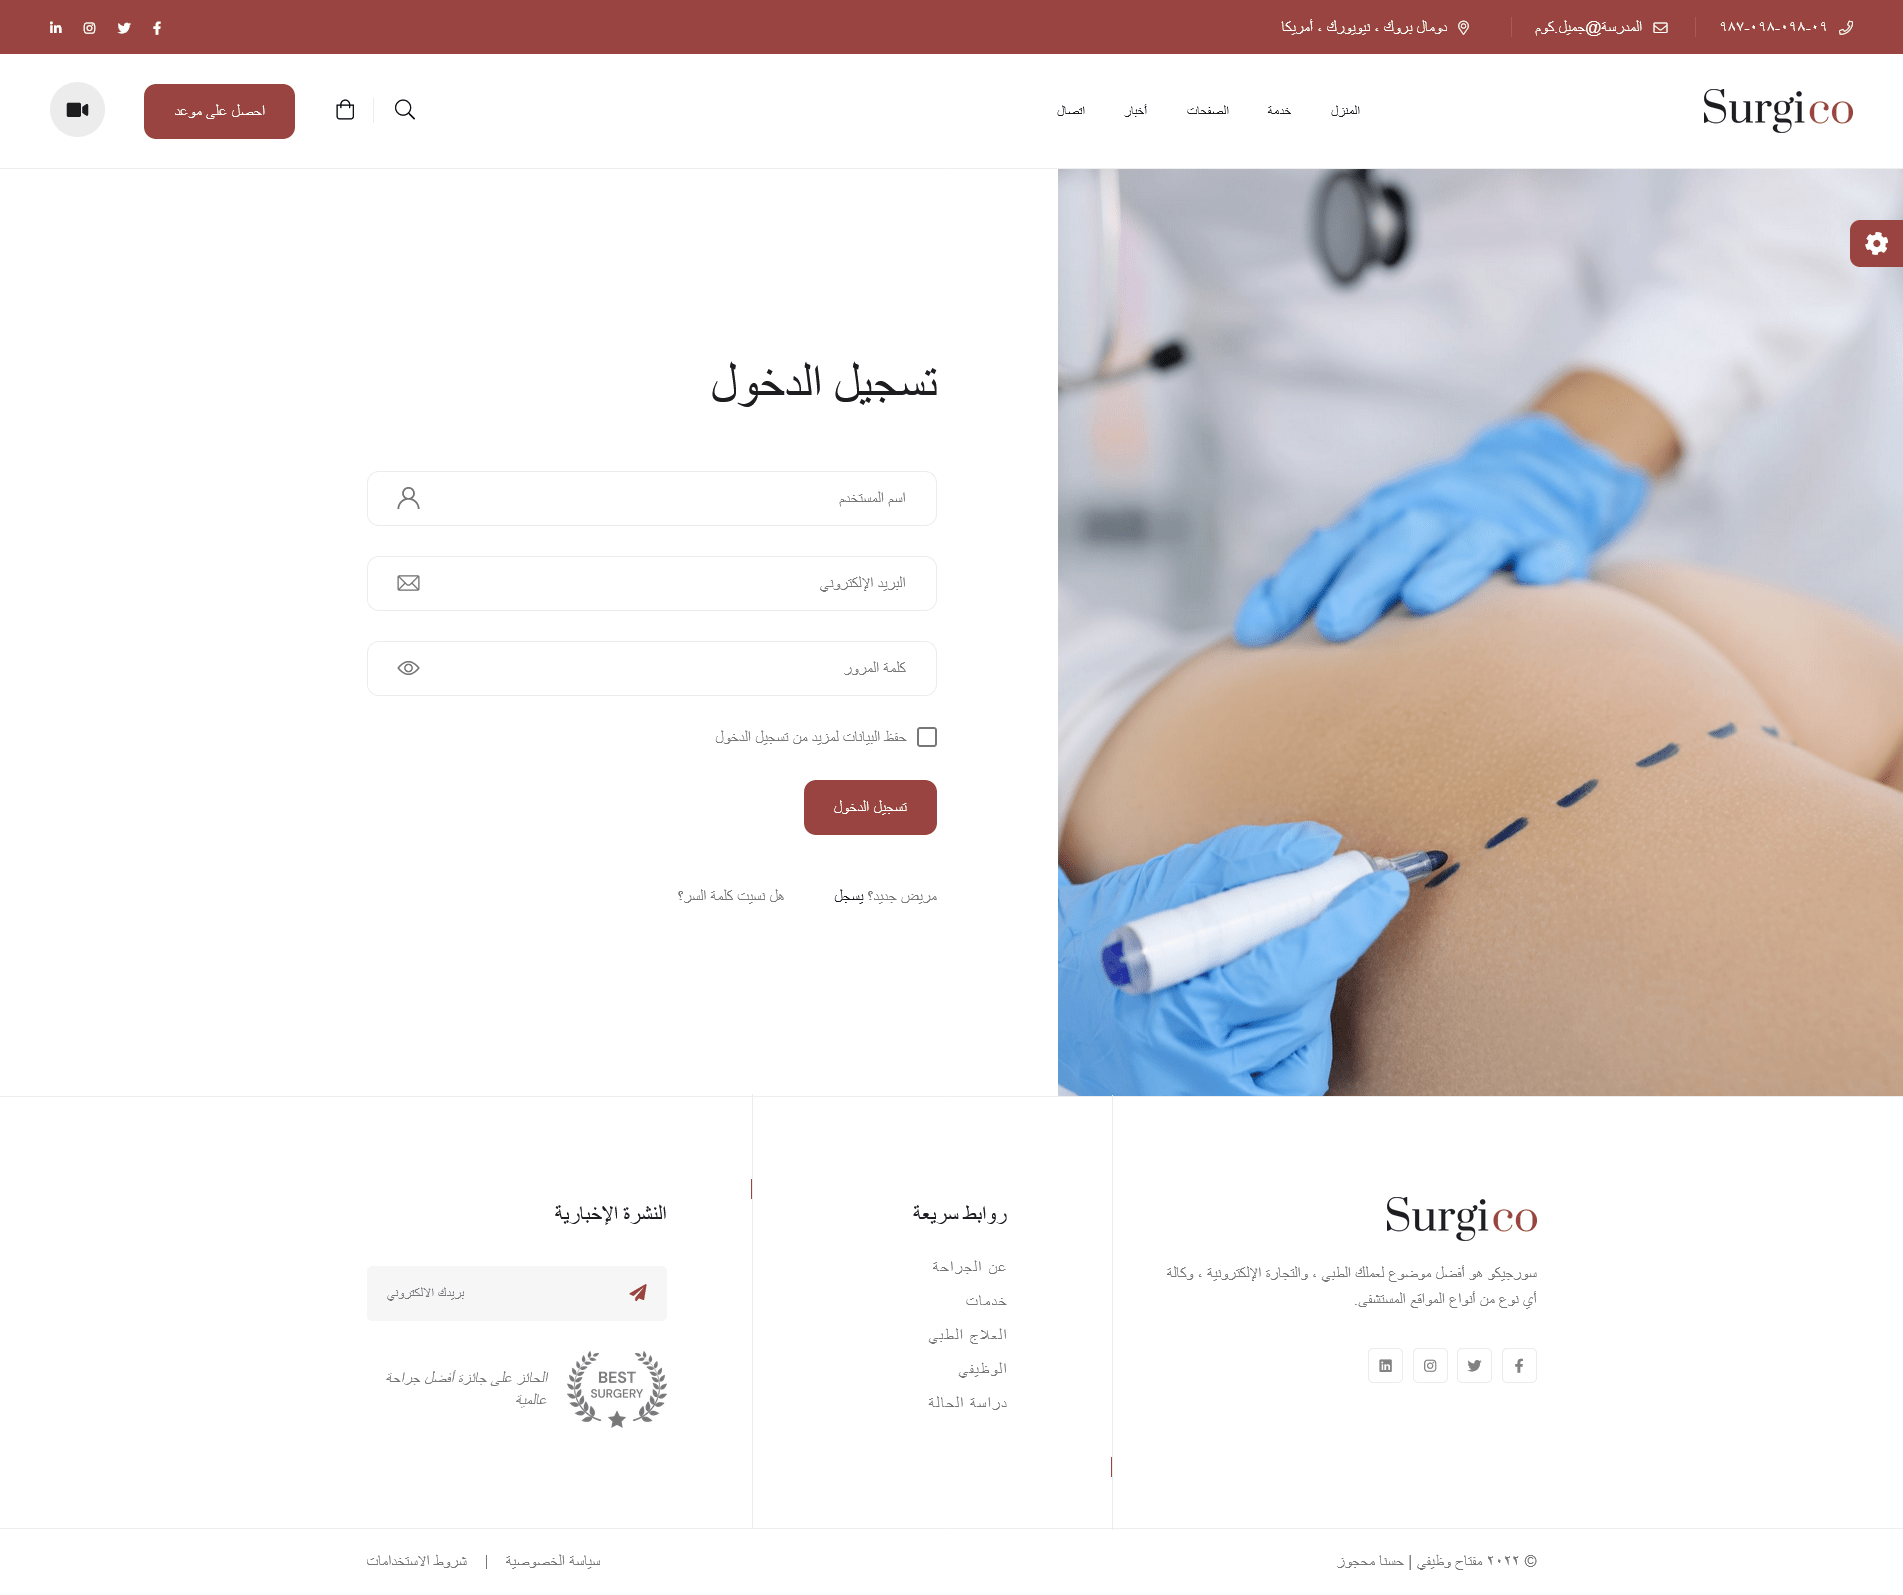 ٠٩-٠٩٨-٠٩٨-٩٨٧
المدرسة@جميل.كوم
دومال بروك ، نيويورك ، أمريكا
Surgico
المنزل
خدمة
الصفحات
أخبار
اتصال
احصل على موعد
تسجيل الدخول
اسم المستخدم
البريد الإلكتروني
كلمة المرور
حفظ البيانات لمزيد من تسجيل الدخول
تسجيل الدخول
مريض جديد؟ يسجل
هل نسيت كلمة السر؟
Surgico
سورجيكو هو أفضل موضوع لعملك الطبي ، والتجارة الإلكترونية ، وكالة
أي نوع من أنواع المواقع المستشفى.
روابط سريعة
عن الجراحة
خدمات
العلاج الطبي
الوظيفي
دراسة الحالة
النشرة الإخبارية
بريدك الالكتروني
BEST
SURGERY
الحائز على جائزة أفضل جراحة
عالمية
© ٢٠٢٢ مفتاح وظيفي | حسنا محجوز
سياسة الخصوصية | شروط الاستخدامات